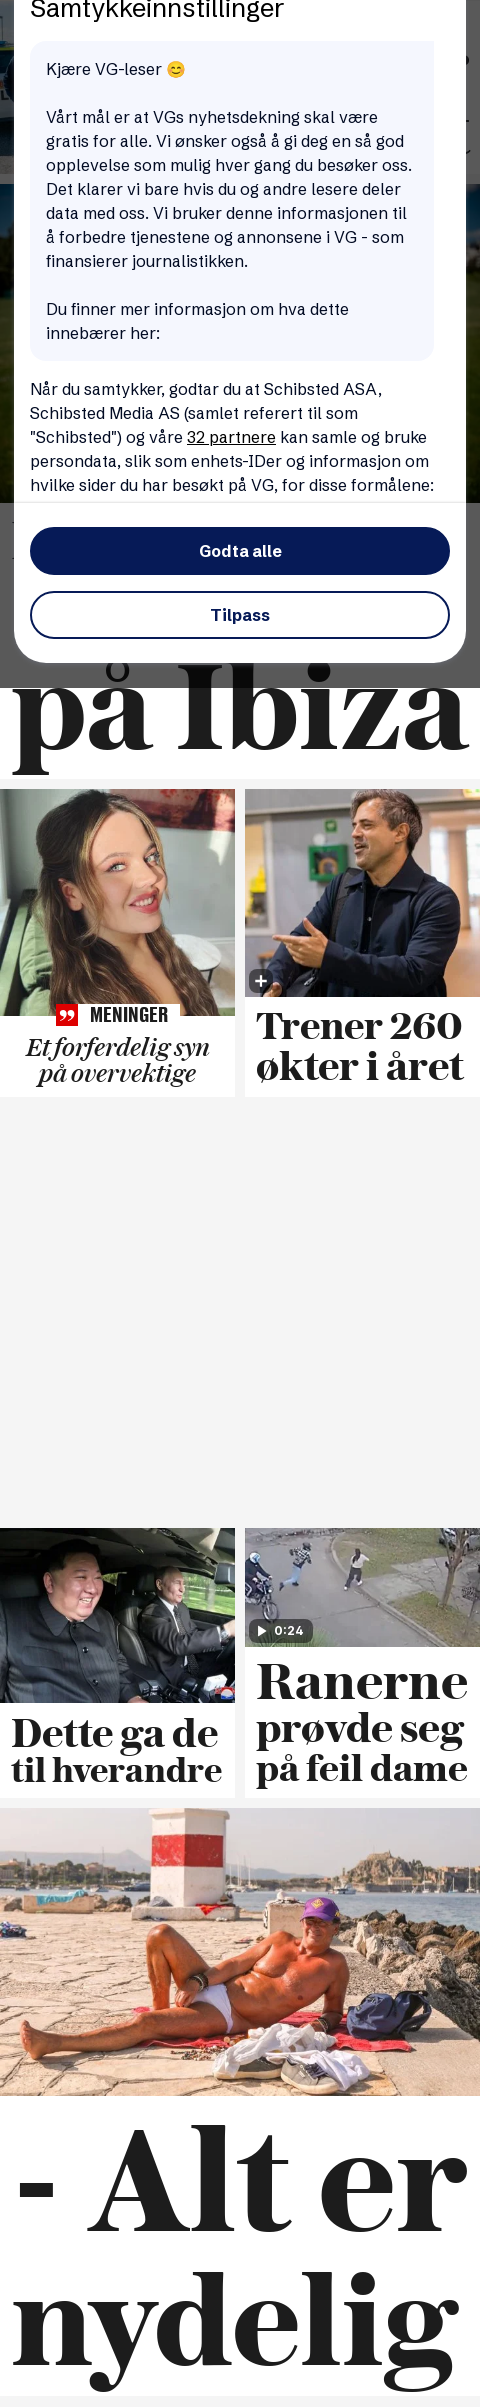 Samtykkeinnstillinger
Kjære VG-leser 😊
Vårt mål er at VGs nyhetsdekning skal være
gratis for alle. Vi ønsker også å gi deg en så god
opplevelse som mulig hver gang du besøker oss.
Det klarer vi bare hvis du og andre lesere deler
data med oss. Vi bruker denne informasjonen til
å forbedre tjenestene og annonsene i VG - som
finansierer journalistikken.
Du finner mer informasjon om hva dette
innebærer her:
Når du samtykker, godtar du at Schibsted ASA,
Schibsted Media AS (samlet referert til som
"Schibsted") og våre 32 partnere kan samle og bruke
persondata, slik som enhets-IDer og informasjon om
hvilke sider du har besøkt på VG, for disse formålene:
Godta alle
Tilpass
på Ibiza
MENINGER
Et forferdelig syn
på overvektige
Trener 260
økter i året
Dette ga de
til hverandre
0:24
Ranerne
prøvde seg
på feil dame
- Alt er
nydelig